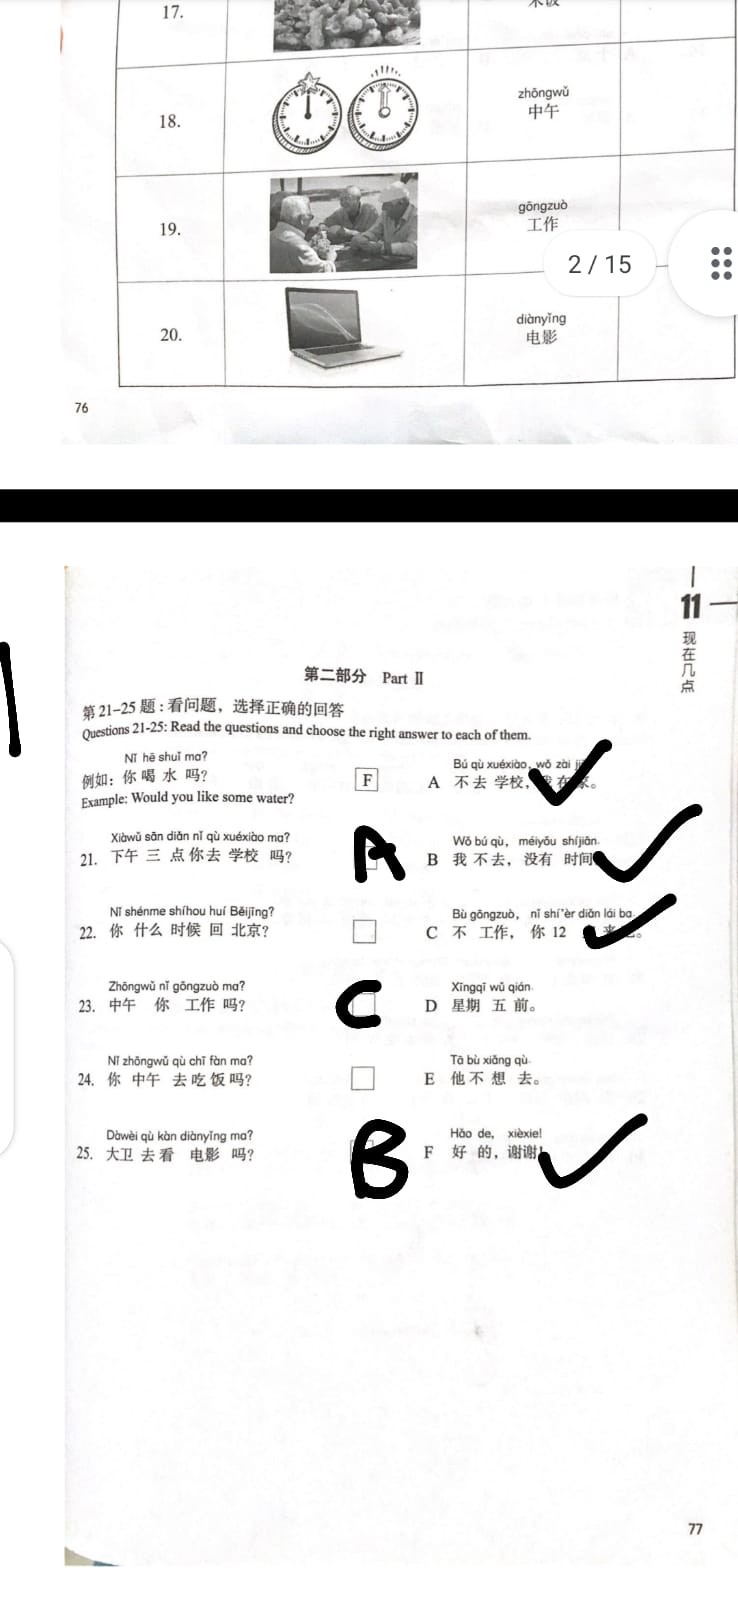 17.
18.
zhōngwǔ
中午
19.
gōngzuò
工作
2 / 15
20.
diànyǐng
电影
76
11
现在几点
第二部分 Part Ⅱ
第 21-25 题：看问题，选择正确的回答
Questions 21-25: Read the questions and choose the right answer to each of them.
Nǐ hē shuǐ ma?
例如：你 喝 水 吗？
Example: Would you like some water?
F
Bú qù xuéxiào, wǒ zài
A 不 去 学校，我 在 家。
Xiàwǔ sān diǎn nǐ qù xuéxiào ma?
21. 下午 三 点 你 去 学校 吗？
A
Wǒ bú qù, méiyǒu shíjiān.
B 我 不 去，没有 时间
Nǐ shénme shíhou huí Běijīng?
22. 你 什么 时候 回 北京？
Bù gōngzuò, nǐ shí'èr diǎn lái ba.
C 不 工作，你 12 来 。
Zhōngwǔ nǐ gōngzuò ma?
23. 中午 你 工作 吗？
C
Xīngqī wǔ qián.
D 星期 五 前。
Nǐ zhōngwǔ qù chī fàn ma?
24. 你 中午 去 吃 饭 吗？
Tā bù xiǎng qù.
E 他 不 想 去。
Dàwèi qù kàn diànyǐng ma?
25. 大卫 去 看 电影 吗？
B
Hǎo de, xièxie!
F 好 的，谢谢！
77